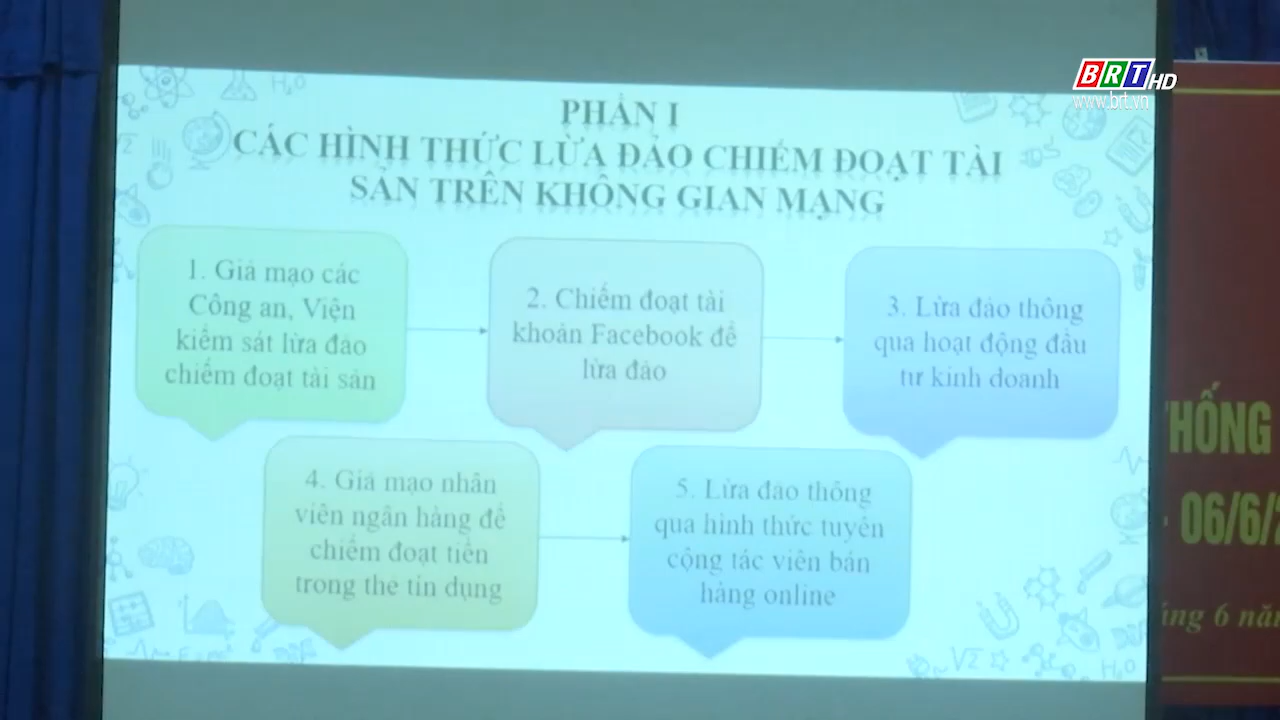 BRT HD
www.brt.vn
PHẦN I
CÁC HÌNH THỨC LỪA ĐẢO CHIẾM ĐOẠT TÀI
SẢN TRÊN KHÔNG GIAN MẠNG
1. Giả mạo các
Công an, Viện
kiểm sát lừa đảo
chiếm đoạt tài sản
2. Chiếm đoạt tài
khoản Facebook để
lừa đảo
3. Lừa đảo thông
qua hoạt động đầu
tư kinh doanh
4. Giả mạo nhân
viên ngân hàng để
chiếm đoạt tiền
trong thẻ tín dụng
5. Lừa đảo thông
qua hình thức tuyển
cộng tác viên bán
hàng online
H₂O
√Σ
H₂O
HỐNG
- 06/6/
6 năm